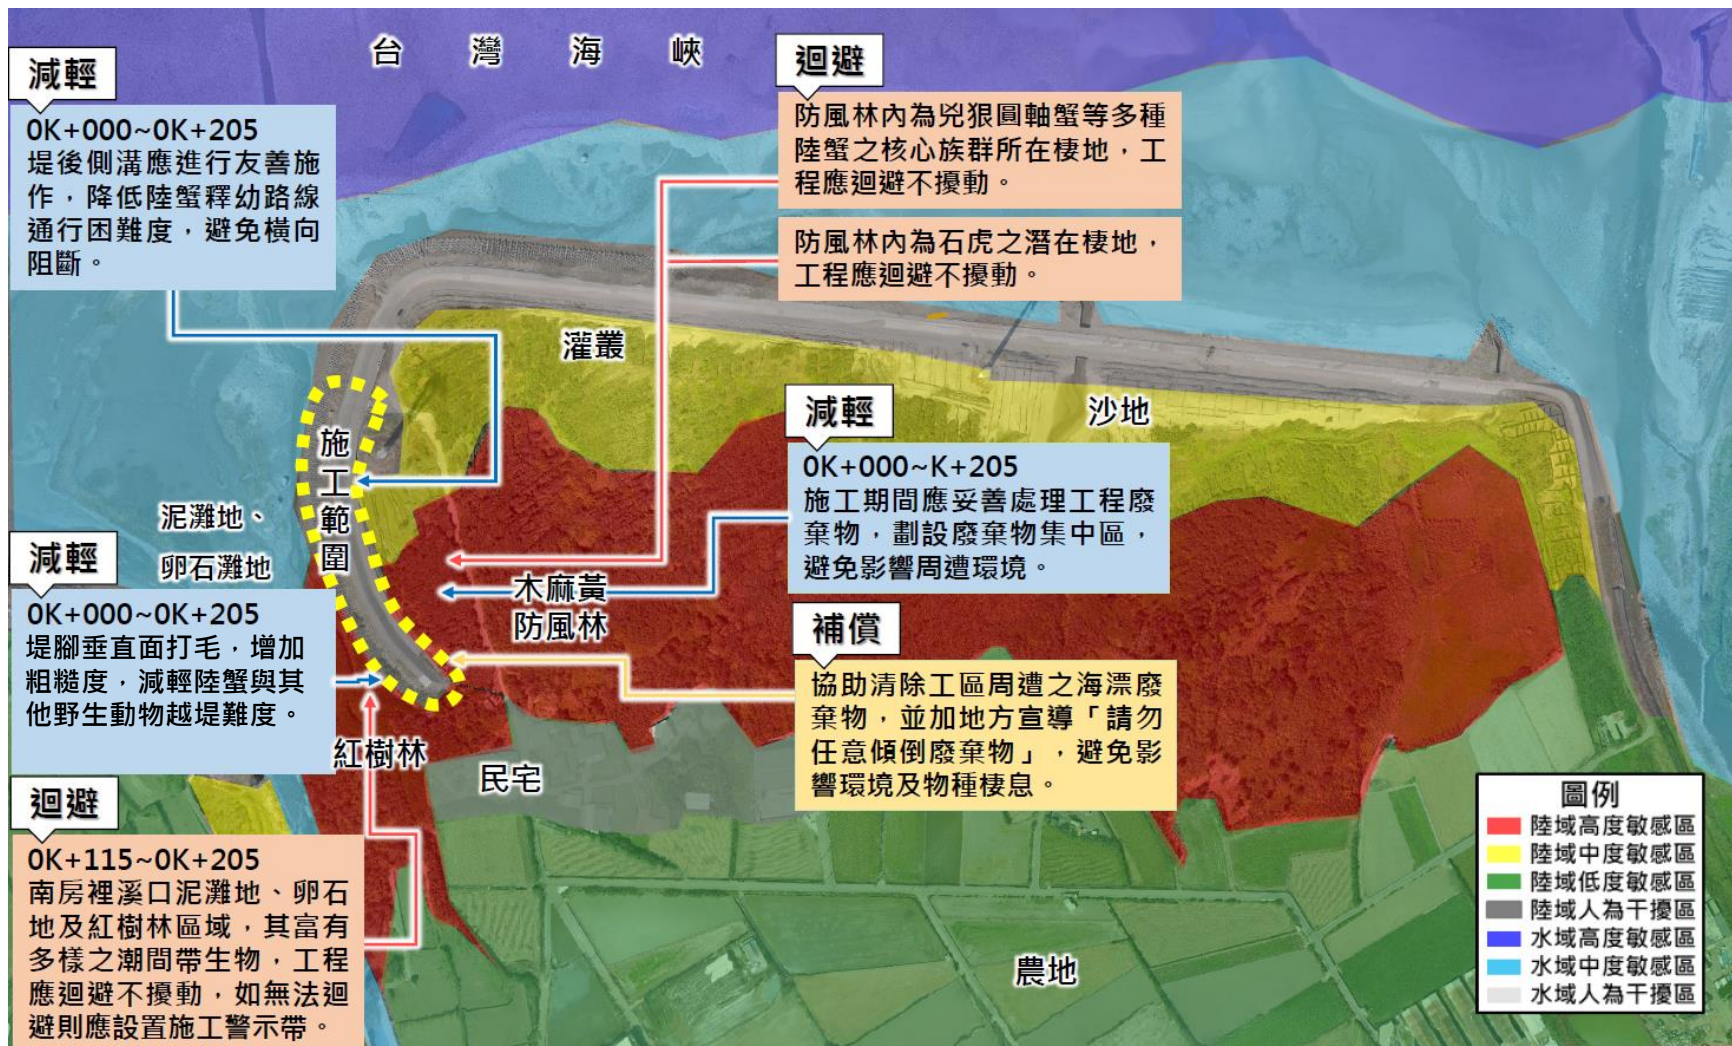 台灣海峽
減輕
0K+000~0K+205
堤後側溝應進行友善施
作，降低陸蟹釋幼路線
通行困難度，避免橫向
阻斷。
迴避
防風林內為兇狠圓軸蟹等多種
陸蟹之核心族群所在棲地，工
程應迴避不擾動。
防風林內為石虎之潛在棲地，
工程應迴避不擾動。
灌叢
沙地
施工範圍
泥灘地、
卵石灘地
減輕
0K+000~K+205
施工期間應妥善處理工程廢
棄物，劃設廢棄物集中區，
避免影響周遭環境。
木麻黃
防風林
減輕
0K+000~0K+205
堤腳垂直面打毛，增加
粗糙度，減輕陸蟹與其
他野生動物越堤難度。
補償
協助清除工區周遭之海漂廢
棄物，並加地方宣導「請勿
任意傾倒廢棄物」，避免影
響環境及物種棲息。
紅樹林
民宅
迴避
0K+115~0K+205
南房裡溪口泥灘地、卵石
地及紅樹林區域，其富有
多樣之潮間帶生物，工程
應迴避不擾動，如無法迴
避則應設置施工警示帶。
農地
圖例
陸域高度敏感區
陸域中度敏感區
陸域低度敏感區
陸域人為干擾區
水域高度敏感區
水域中度敏感區
水域人為干擾區